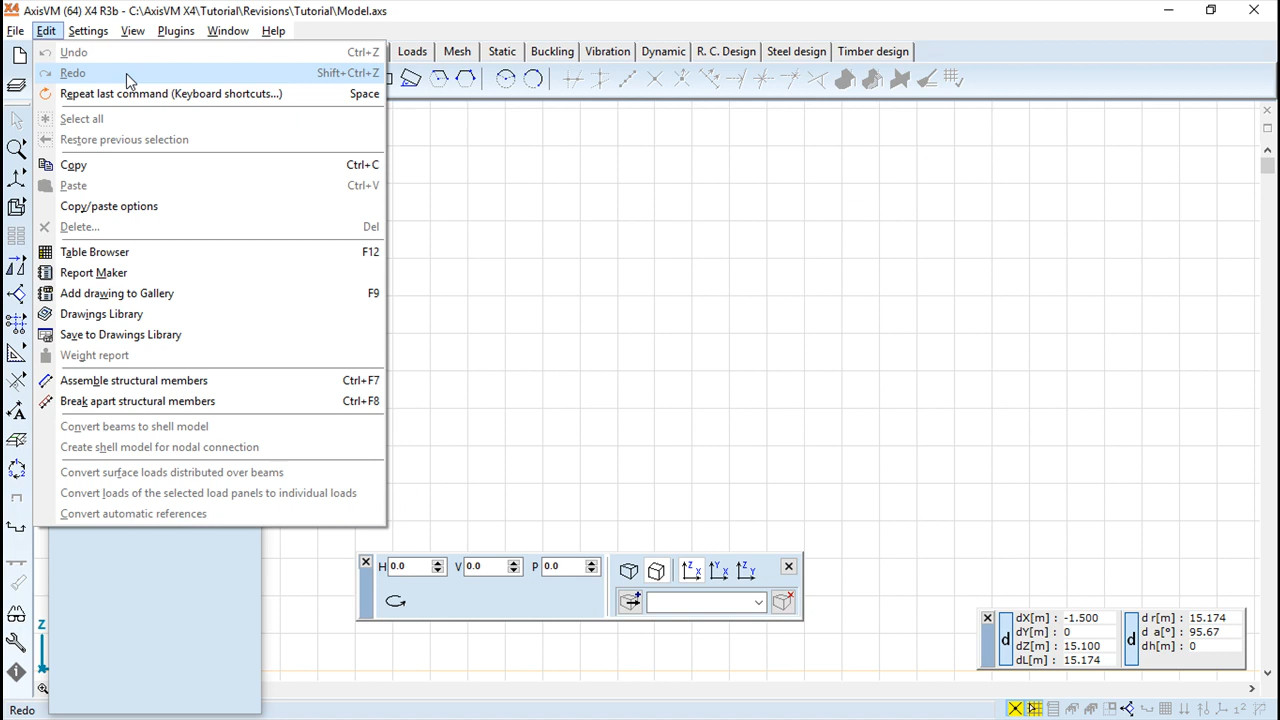 AxisVM (64) X4 R3b - C:\AxisVM X4\Tutorial\Revisions\Tutorial\Model.axs
File Edit Settings View Plugins Window Help
Loads Mesh Static Buckling Vibration Dynamic R. C. Design Steel design Timber design
Undo Ctrl+Z
Redo Shift+Ctrl+Z
Repeat last command (Keyboard shortcuts...) Space
Select all
Restore previous selection
Copy Ctrl+C
Paste Ctrl+V
Copy/paste options
Delete... Del
Table Browser F12
Report Maker
Add drawing to Gallery F9
Drawings Library
Save to Drawings Library
Weight report
Assemble structural members Ctrl+F7
Break apart structural members Ctrl+F8
Convert beams to shell model
Create shell model for nodal connection
Convert surface loads distributed over beams
Convert loads of the selected load panels to individual loads
Convert automatic references
H 0.0 V 0.0 P 0.0
Z
d dX[m] : -1.500 d d r[m] : 15.174
dY[m] : 0 d a[°] : 95.67
dZ[m] : 15.100 dh[m] : 0
dL[m] : 15.174
Redo